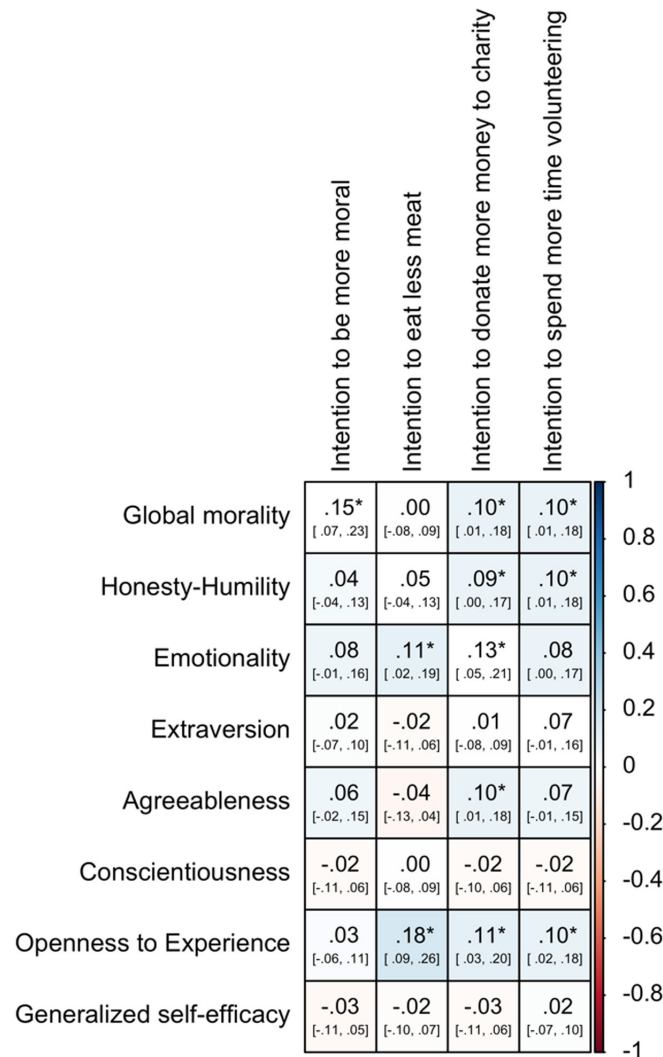 Intention to be more moral
Intention to eat less meat
Intention to donate more money to charity
Intention to spend more time volunteering
Global morality .15* .00 .10* .10*
[ .07, .23] [-.08, .09] [ .01, .18] [ .01, .18]
Honesty-Humility .04 .05 .09* .10*
[-.04, .13] [-.04, .13] [ .00, .17] [ .01, .18]
Emotionality .08 .11* .13* .08
[-.01, .16] [ .02, .19] [ .05, .21] [ .00, .17]
Extraversion .02 -.02 .01 .07
[-.07, .10] [-.11, .06] [-.08, .09] [-.01, .16]
Agreeableness .06 -.04 .10* .07
[-.02, .15] [-.13, .04] [ .01, .18] [-.01, .15]
Conscientiousness -.02 .00 -.02 -.02
[-.11, .06] [-.08, .09] [-.10, .06] [-.11, .06]
Openness to Experience .03 .18* .11* .10*
[-.06, .11] [ .09, .26] [ .03, .20] [ .02, .18]
Generalized self-efficacy -.03 -.02 -.03 .02
[-.11, .05] [-.10, .07] [-.11, .06] [-.07, .10]
1
0.8
0.6
0.4
0.2
0
-0.2
-0.4
-0.6
-0.8
-1